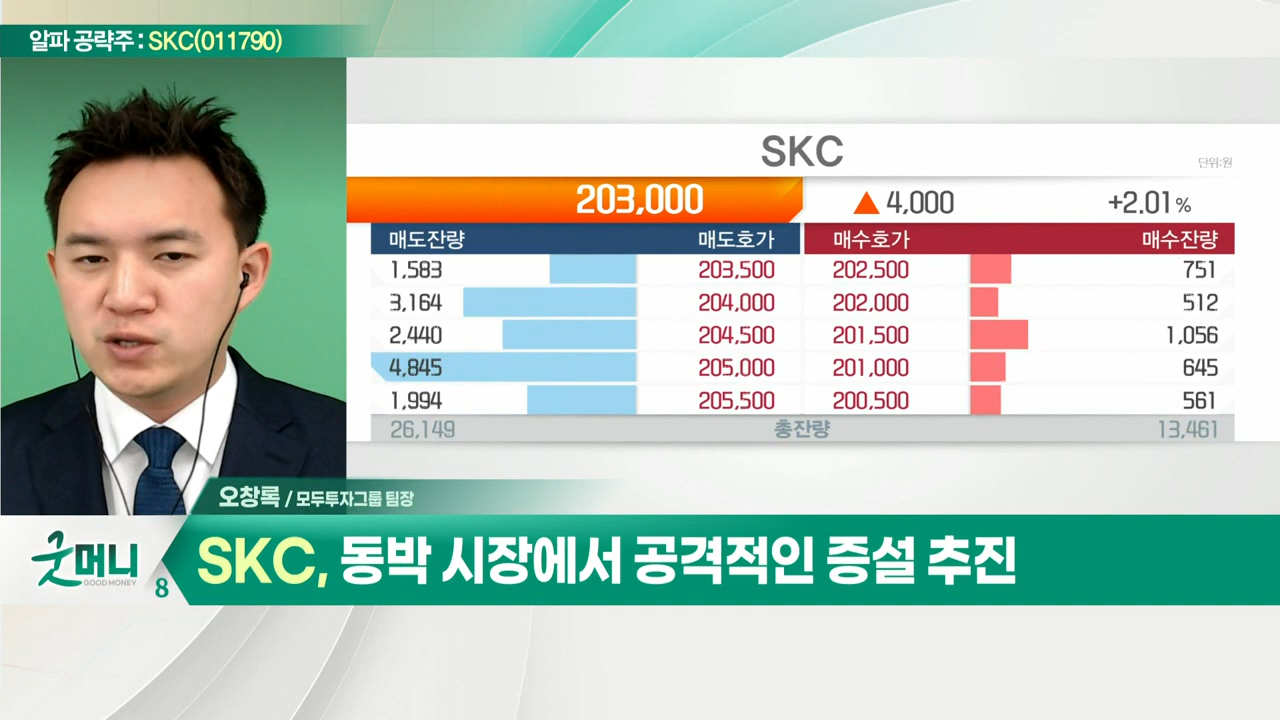 알파 공략주 : SKC(011790)
SKC
단위:원
203,000 ▲ 4,000 +2.01 %
매도잔량 매도호가 매수호가 매수잔량
1,583 203,500 202,500 751
3,164 204,000 202,000 512
2,440 204,500 201,500 1,056
4,845 205,000 201,000 645
1,994 205,500 200,500 561
26,149 총잔량 13,461
오창록 / 모두투자그룹 팀장
굿머니
GOOD MONEY
8
SKC, 동박 시장에서 공격적인 증설 추진